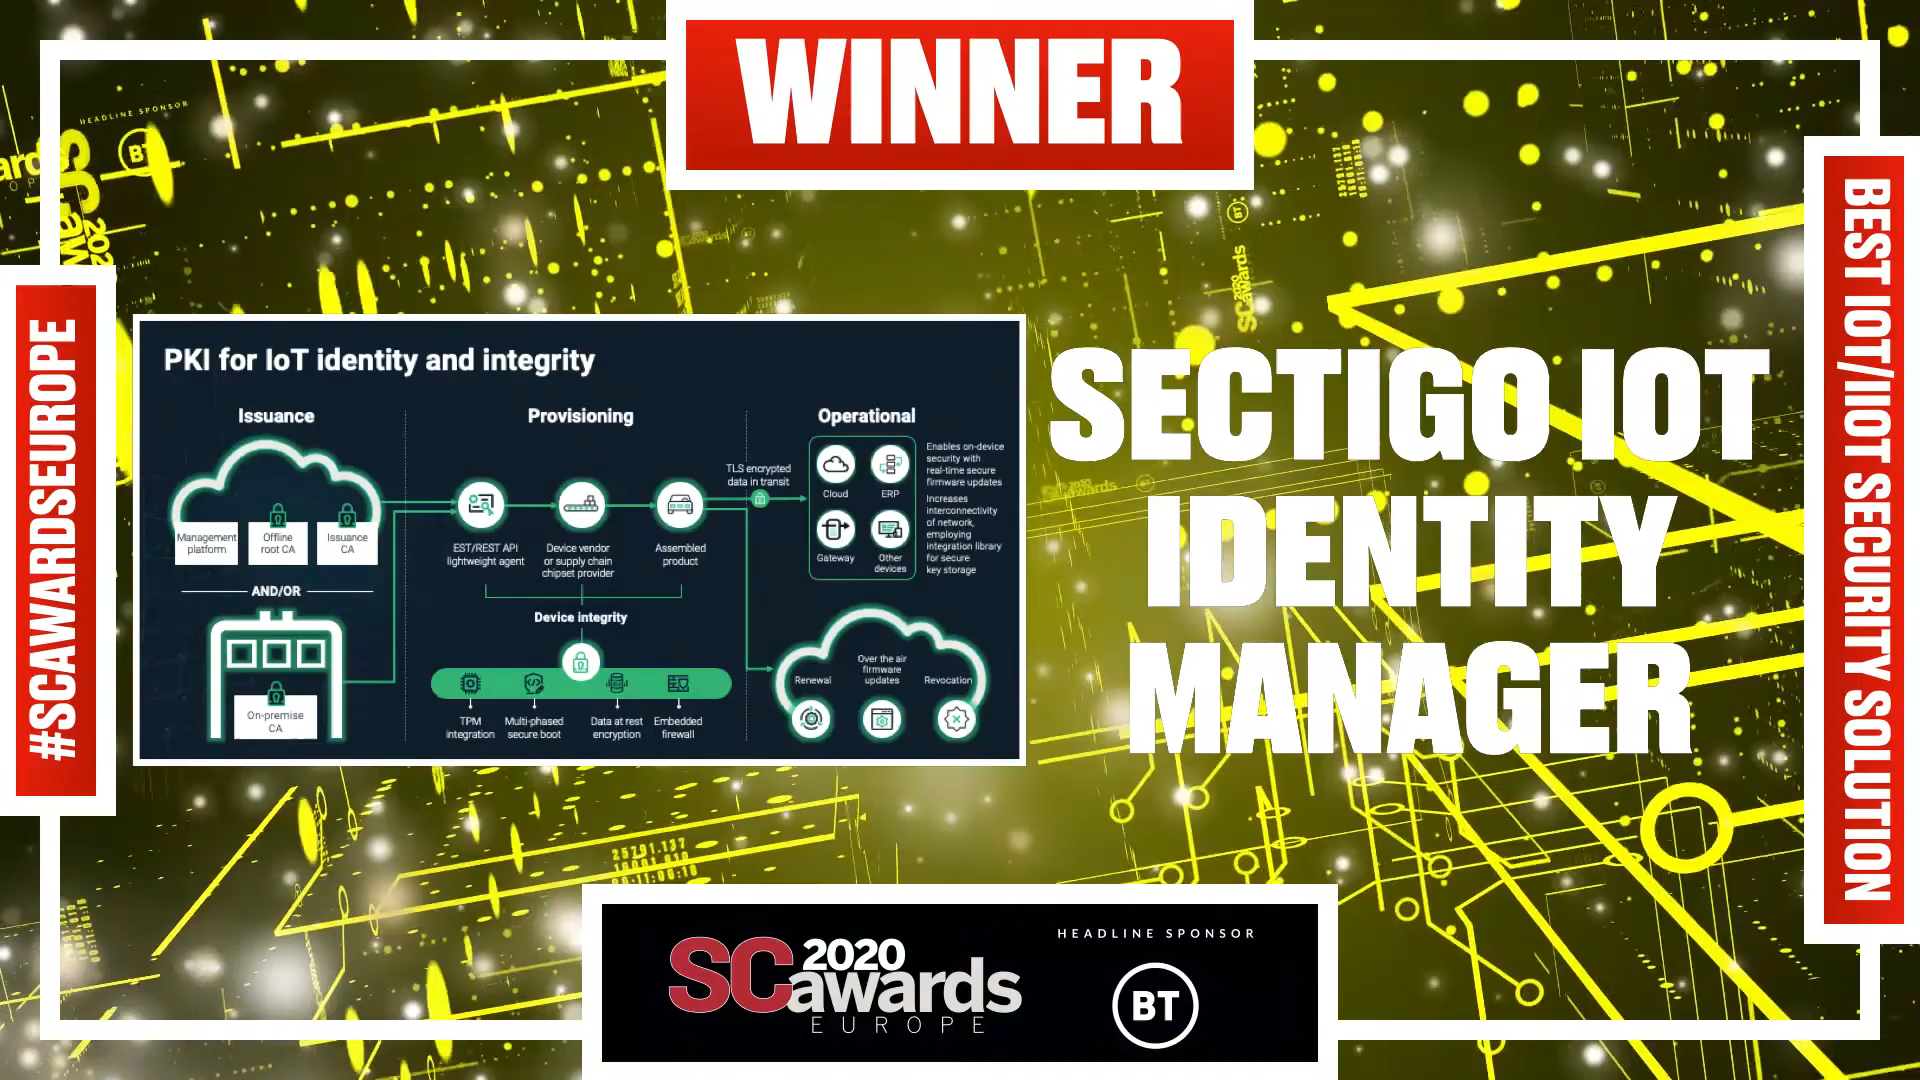 WINNER
HEADLINE SPONSOR
BT
#SCAWARDSEUROPE
BEST IOT/IIOT SECURITY SOLUTION
PKI for IoT identity and integrity
Issuance
Management
platform
Offline
root CA
Issuance
CA
AND/OR
On-premise
CA
Provisioning
EST/REST API
lightweight agent
Device vendor
or supply chain
chipset provider
Assembled
product
Device integrity
TPM
integration
Multi-phased
secure boot
Data at rest
encryption
Embedded
firewall
TLS encrypted
data in transit
Operational
Cloud
ERP
Gateway
Other
devices
Enables on-device
security with
real-time secure
firmware updates
Increases
interconnectivity
of network,
employing
integration library
for secure
key storage
Renewal
Over the air
firmware
updates
Revocation
SECTIGO IOT
IDENTITY
MANAGER
25791.137
SC 2020
awards
EUROPE
HEADLINE SPONSOR
BT